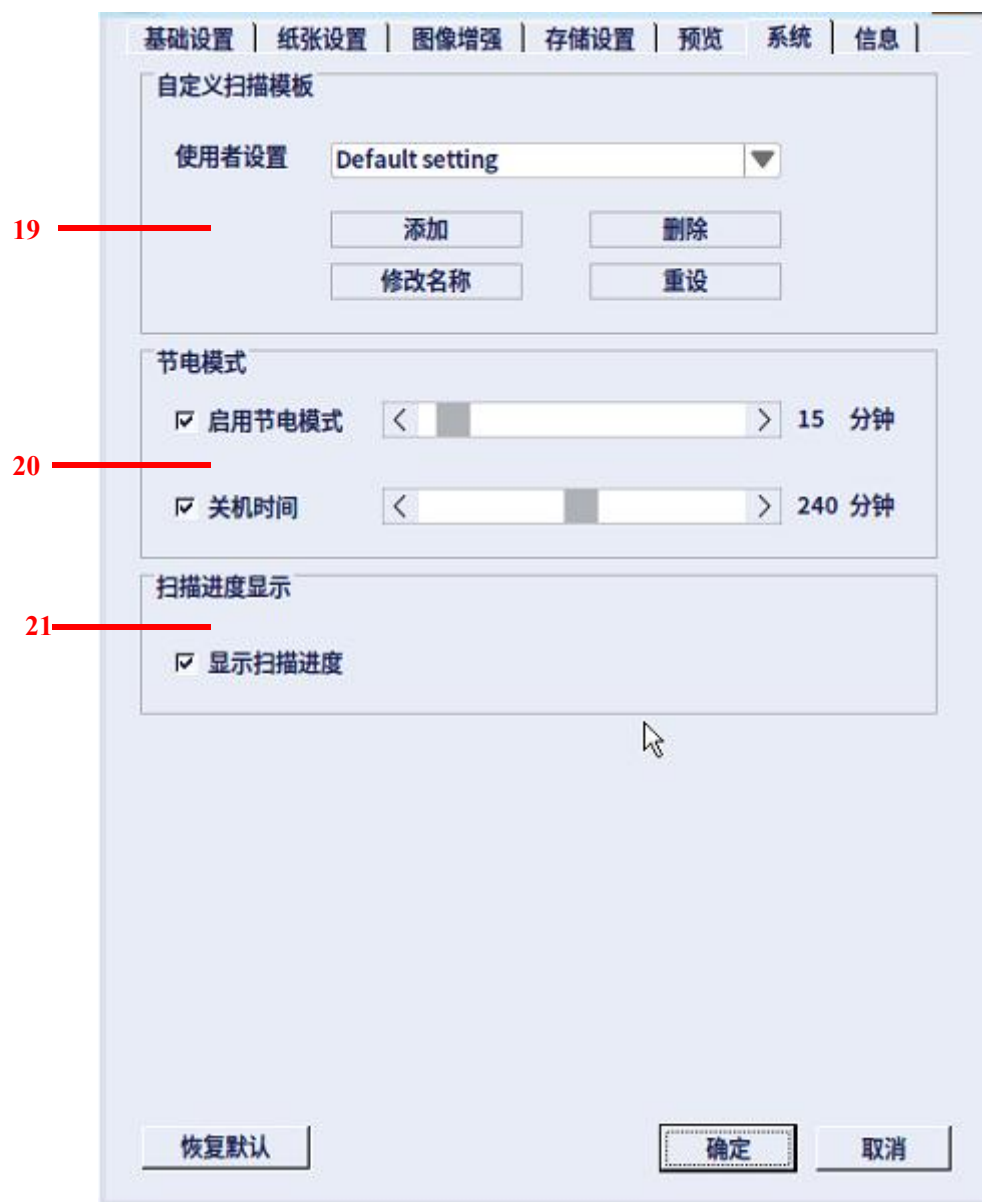 基础设置 纸张设置 图像增强 存储设置 预览 系统 信息
自定义扫描模板
使用者设置 Default setting
19
添加 删除
修改名称 重设
节电模式
启用节电模式 15 分钟
20
关机时间 240 分钟
扫描进度显示
21
显示扫描进度
恢复默认 确定 取消